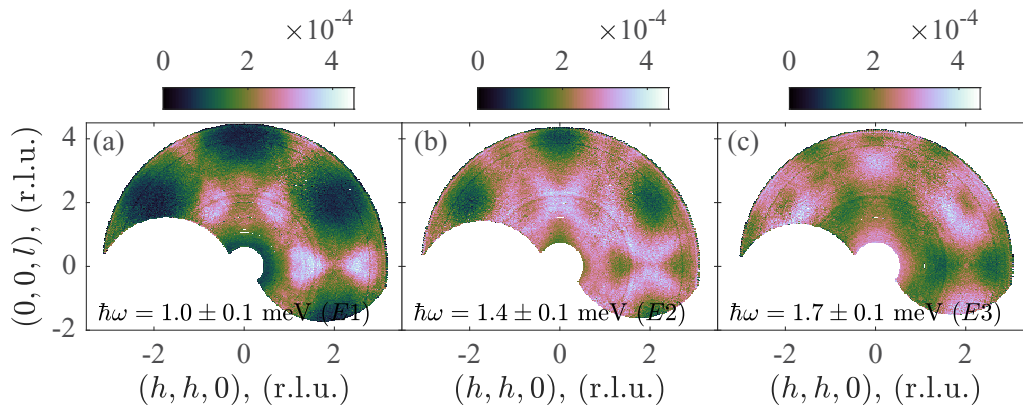 ×10⁻⁴ ×10⁻⁴ ×10⁻⁴
0 2 4 0 2 4 0 2 4
(a) (b) (c)
4
2
0
-2
(0, 0, l), (r.l.u.)
ħω = 1.0 ± 0.1 meV (E1) ħω = 1.4 ± 0.1 meV (E2) ħω = 1.7 ± 0.1 meV (E3)
-2 0 2 -2 0 2 -2 0 2
(h, h, 0), (r.l.u.) (h, h, 0), (r.l.u.) (h, h, 0), (r.l.u.)